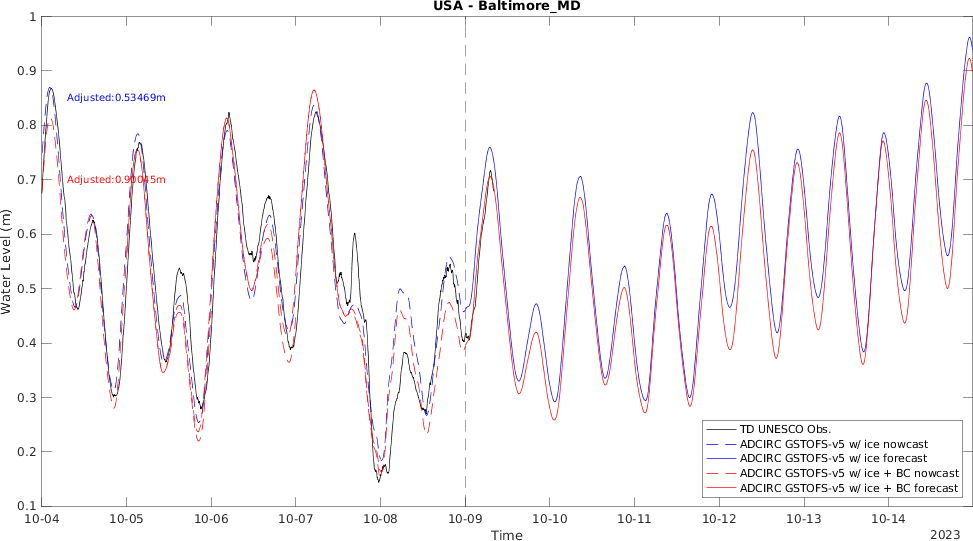 USA - Baltimore_MD
1
0.9
0.8
0.7
0.6
0.5
0.4
0.3
0.2
0.1
Water Level (m)
Adjusted:0.53469m
Adjusted:0.90045m
TD UNESCO Obs.
ADCIRC GSTOFS-v5 w/ ice nowcast
ADCIRC GSTOFS-v5 w/ ice forecast
ADCIRC GSTOFS-v5 w/ ice + BC nowcast
ADCIRC GSTOFS-v5 w/ ice + BC forecast
10-04 10-05 10-06 10-07 10-08 10-09 10-10 10-11 10-12 10-13 10-14
Time
2023